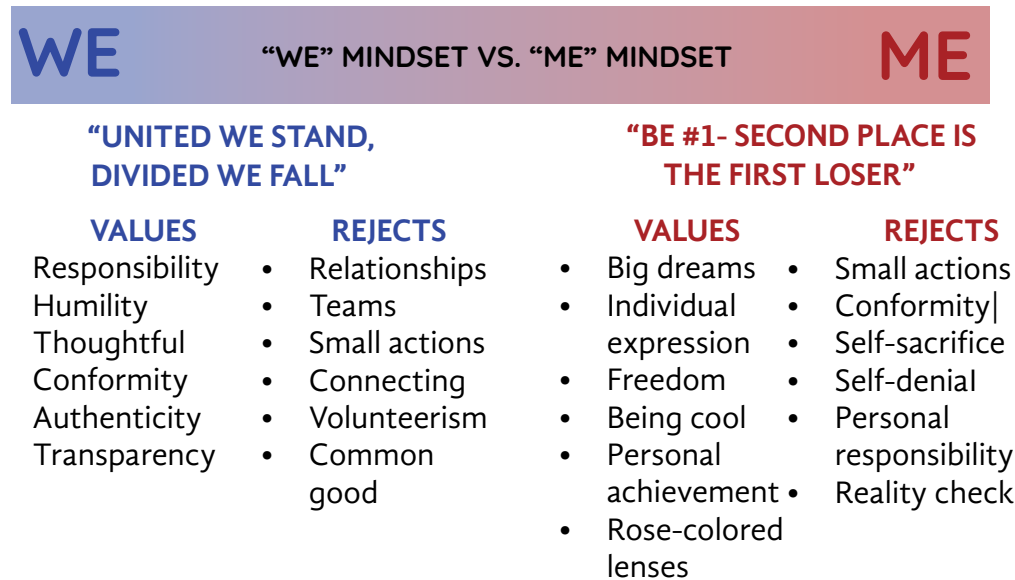 WE
“WE” MINDSET VS. “ME” MINDSET
ME
“UNITED WE STAND,
DIVIDED WE FALL”
VALUES
Responsibility
Humility
Thoughtful
Conformity
Authenticity
Transparency
REJECTS
• Relationships
• Teams
• Small actions
• Connecting
• Volunteerism
• Common
good
“BE #1- SECOND PLACE IS
THE FIRST LOSER”
VALUES
• Big dreams
• Individual
expression
• Freedom
• Being cool
• Personal
achievement
• Rose-colored
lenses
REJECTS
• Small actions
• Conformity|
• Self-sacrifice
• Self-denial
• Personal
responsibility
• Reality check